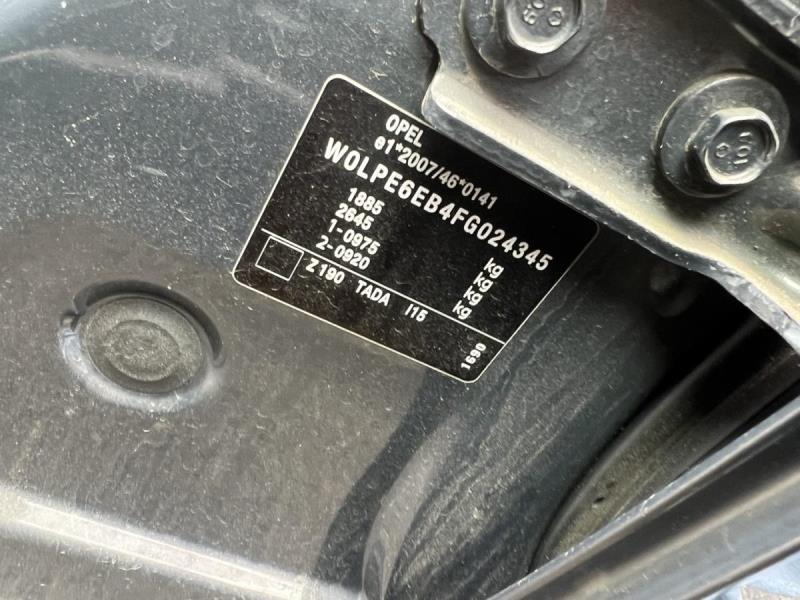 OPEL
e1*2007/46*0141
W0LPE6EB4FG024345
1885 kg
2645 kg
1-0975 kg
2-0920 kg
Z190 TADA I15
1690